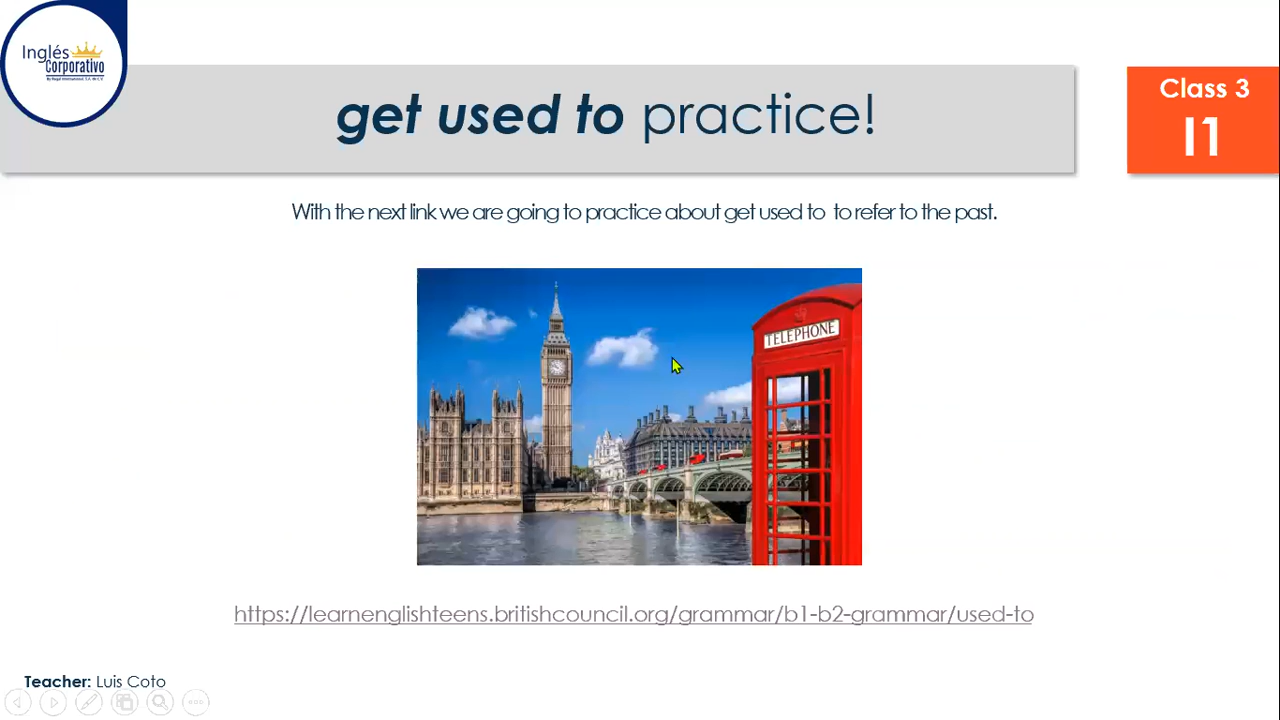 Inglés
Corporativo
get used to practice!
Class 3
I1
With the next link we are going to practice about get used to to refer to the past.
TELEPHONE
https://learnenglishteens.britishcouncil.org/grammar/b1-b2-grammar/used-to
Teacher: Luis Coto